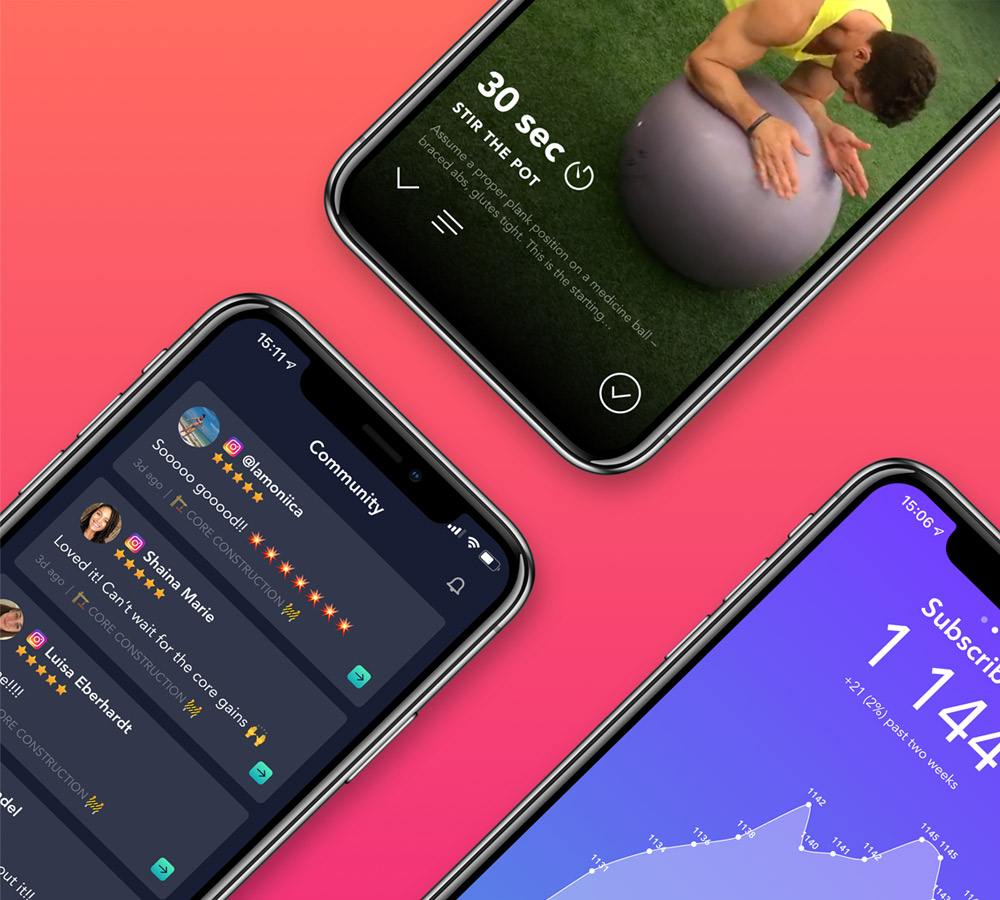 30 sec
STIR THE POT
Assume a proper plank position on a medicine ball –
braced abs, glutes tight. This is the starting...
15:11
Community
@lamoniica
Sooooo gooood!! 💥💥💥💥💥💥💥
3d ago | 🏗 CORE CONSTRUCTION 🚧
Shaina Marie
Loved it! Can't wait for the core gains 🙌
3d ago | 🏗 CORE CONSTRUCTION 🚧
Luisa Eberhardt
CORE CONSTRUCTION 🚧
out it!!
15:06
Subscrib
1 144
+21 (2%) past two weeks
1131
1134
1136
1138
1142
1140
1141
1142
1145
1145
1143